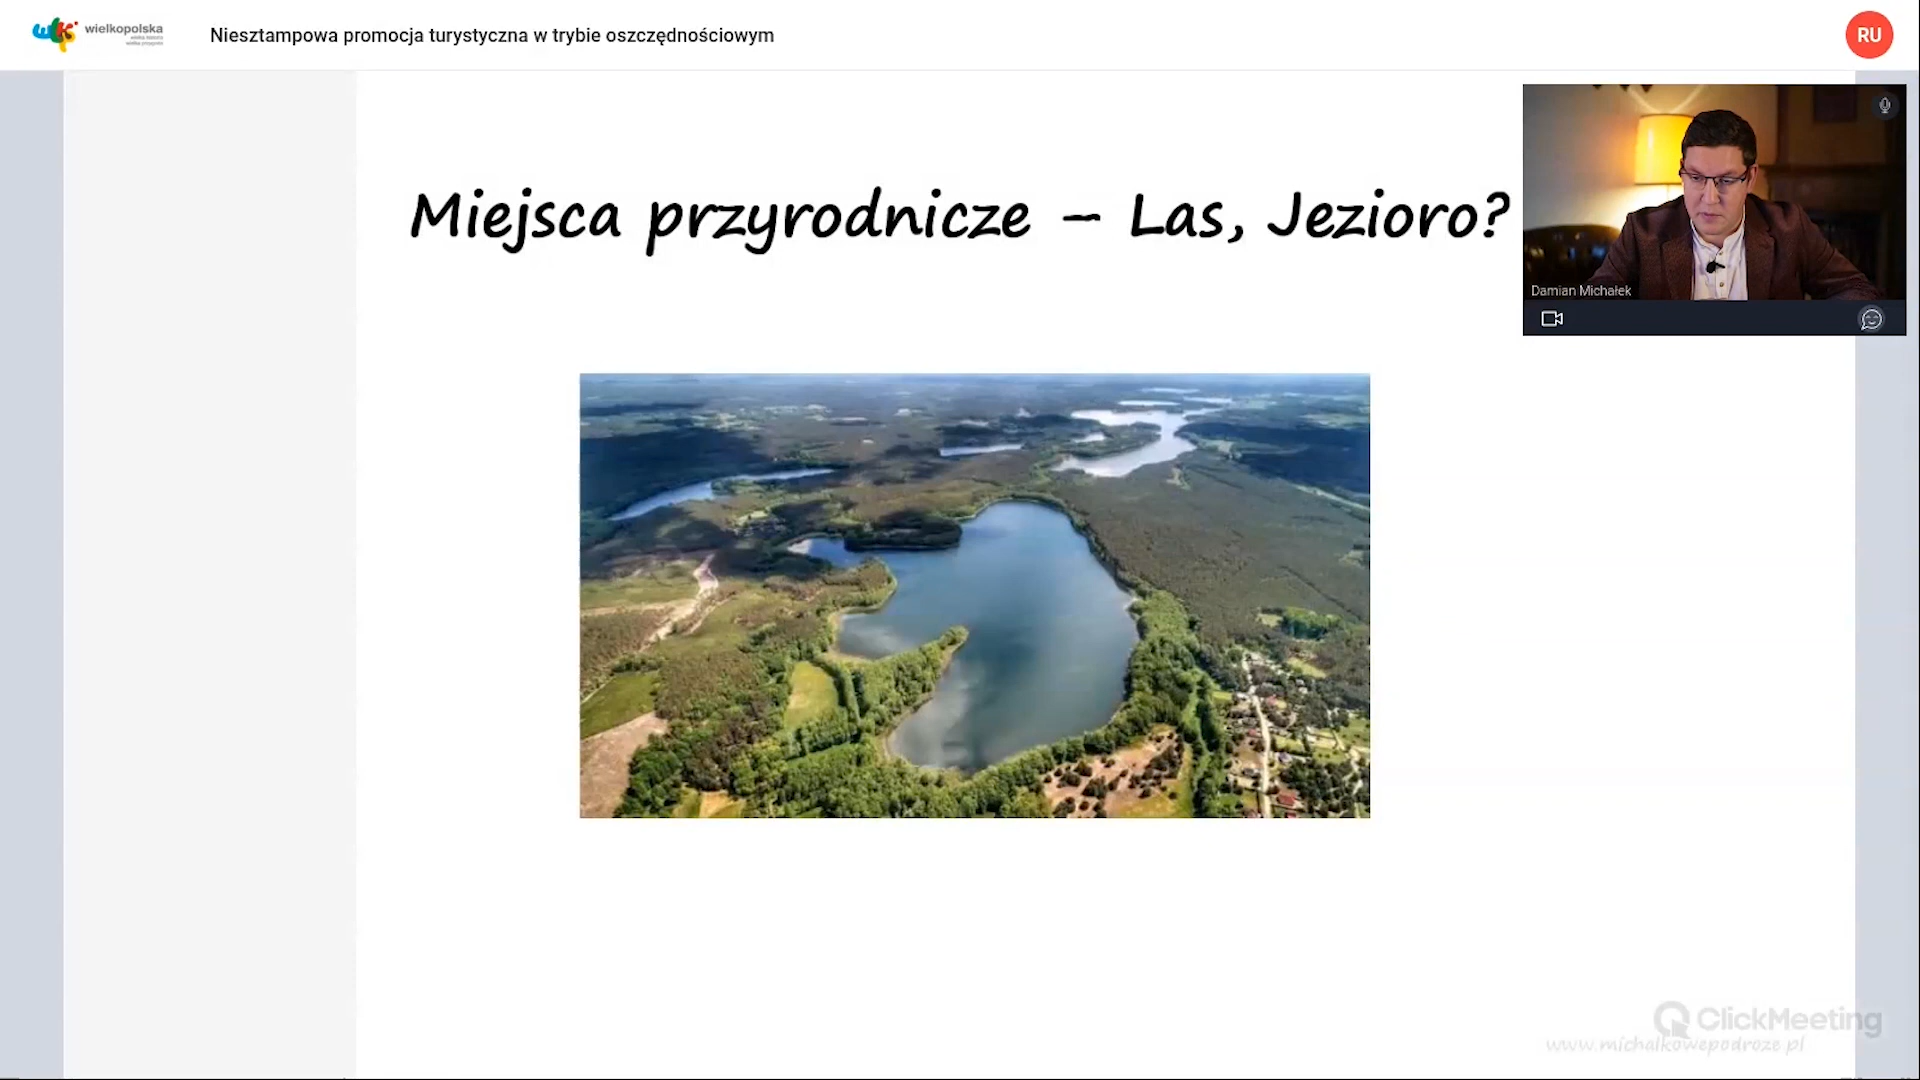 wielkopolska
Niesztampowa promocja turystyczna w trybie oszczędnościowym
RU
Miejsca przyrodnicze – Las, Jezioro?
Damian Michałek
ClickMeeting
www.michalkowepodroze.pl